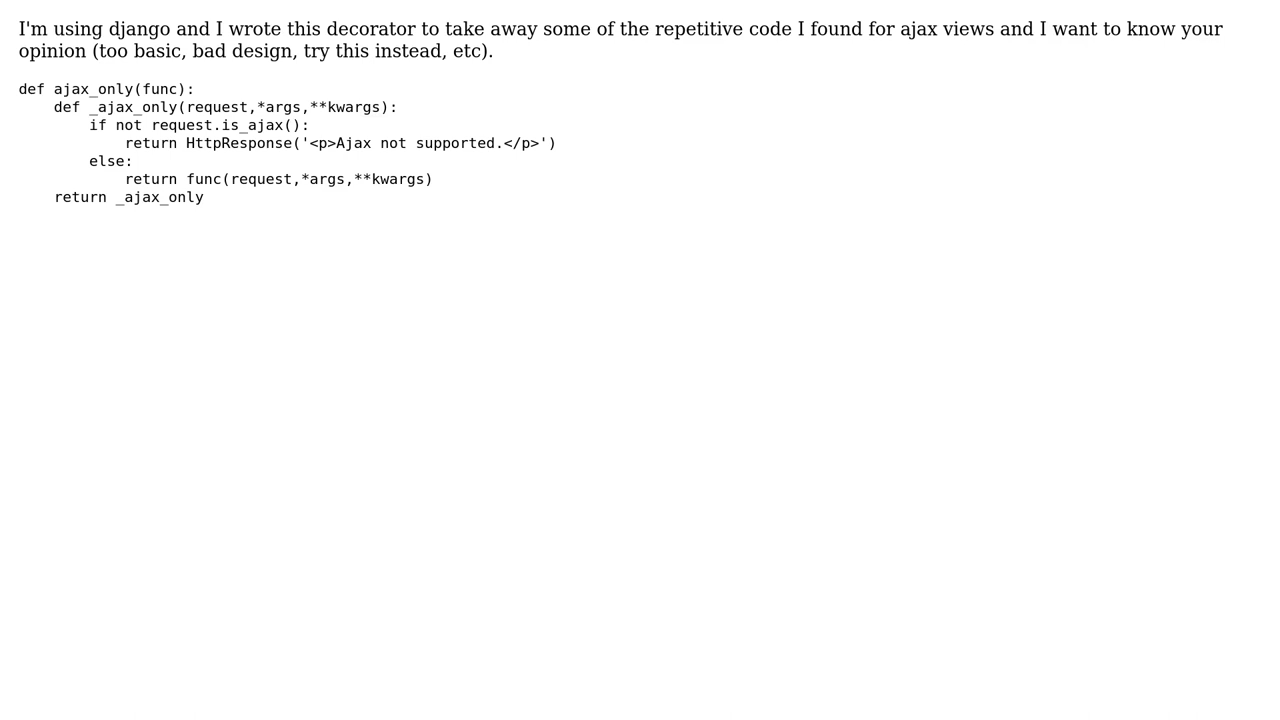 I'm using django and I wrote this decorator to take away some of the repetitive code I found for ajax views and I want to know your
opinion (too basic, bad design, try this instead, etc).
def ajax_only(func):
    def _ajax_only(request,*args,**kwargs):
        if not request.is_ajax():
            return HttpResponse('<p>Ajax not supported.</p>')
        else:
            return func(request,*args,**kwargs)
    return _ajax_only